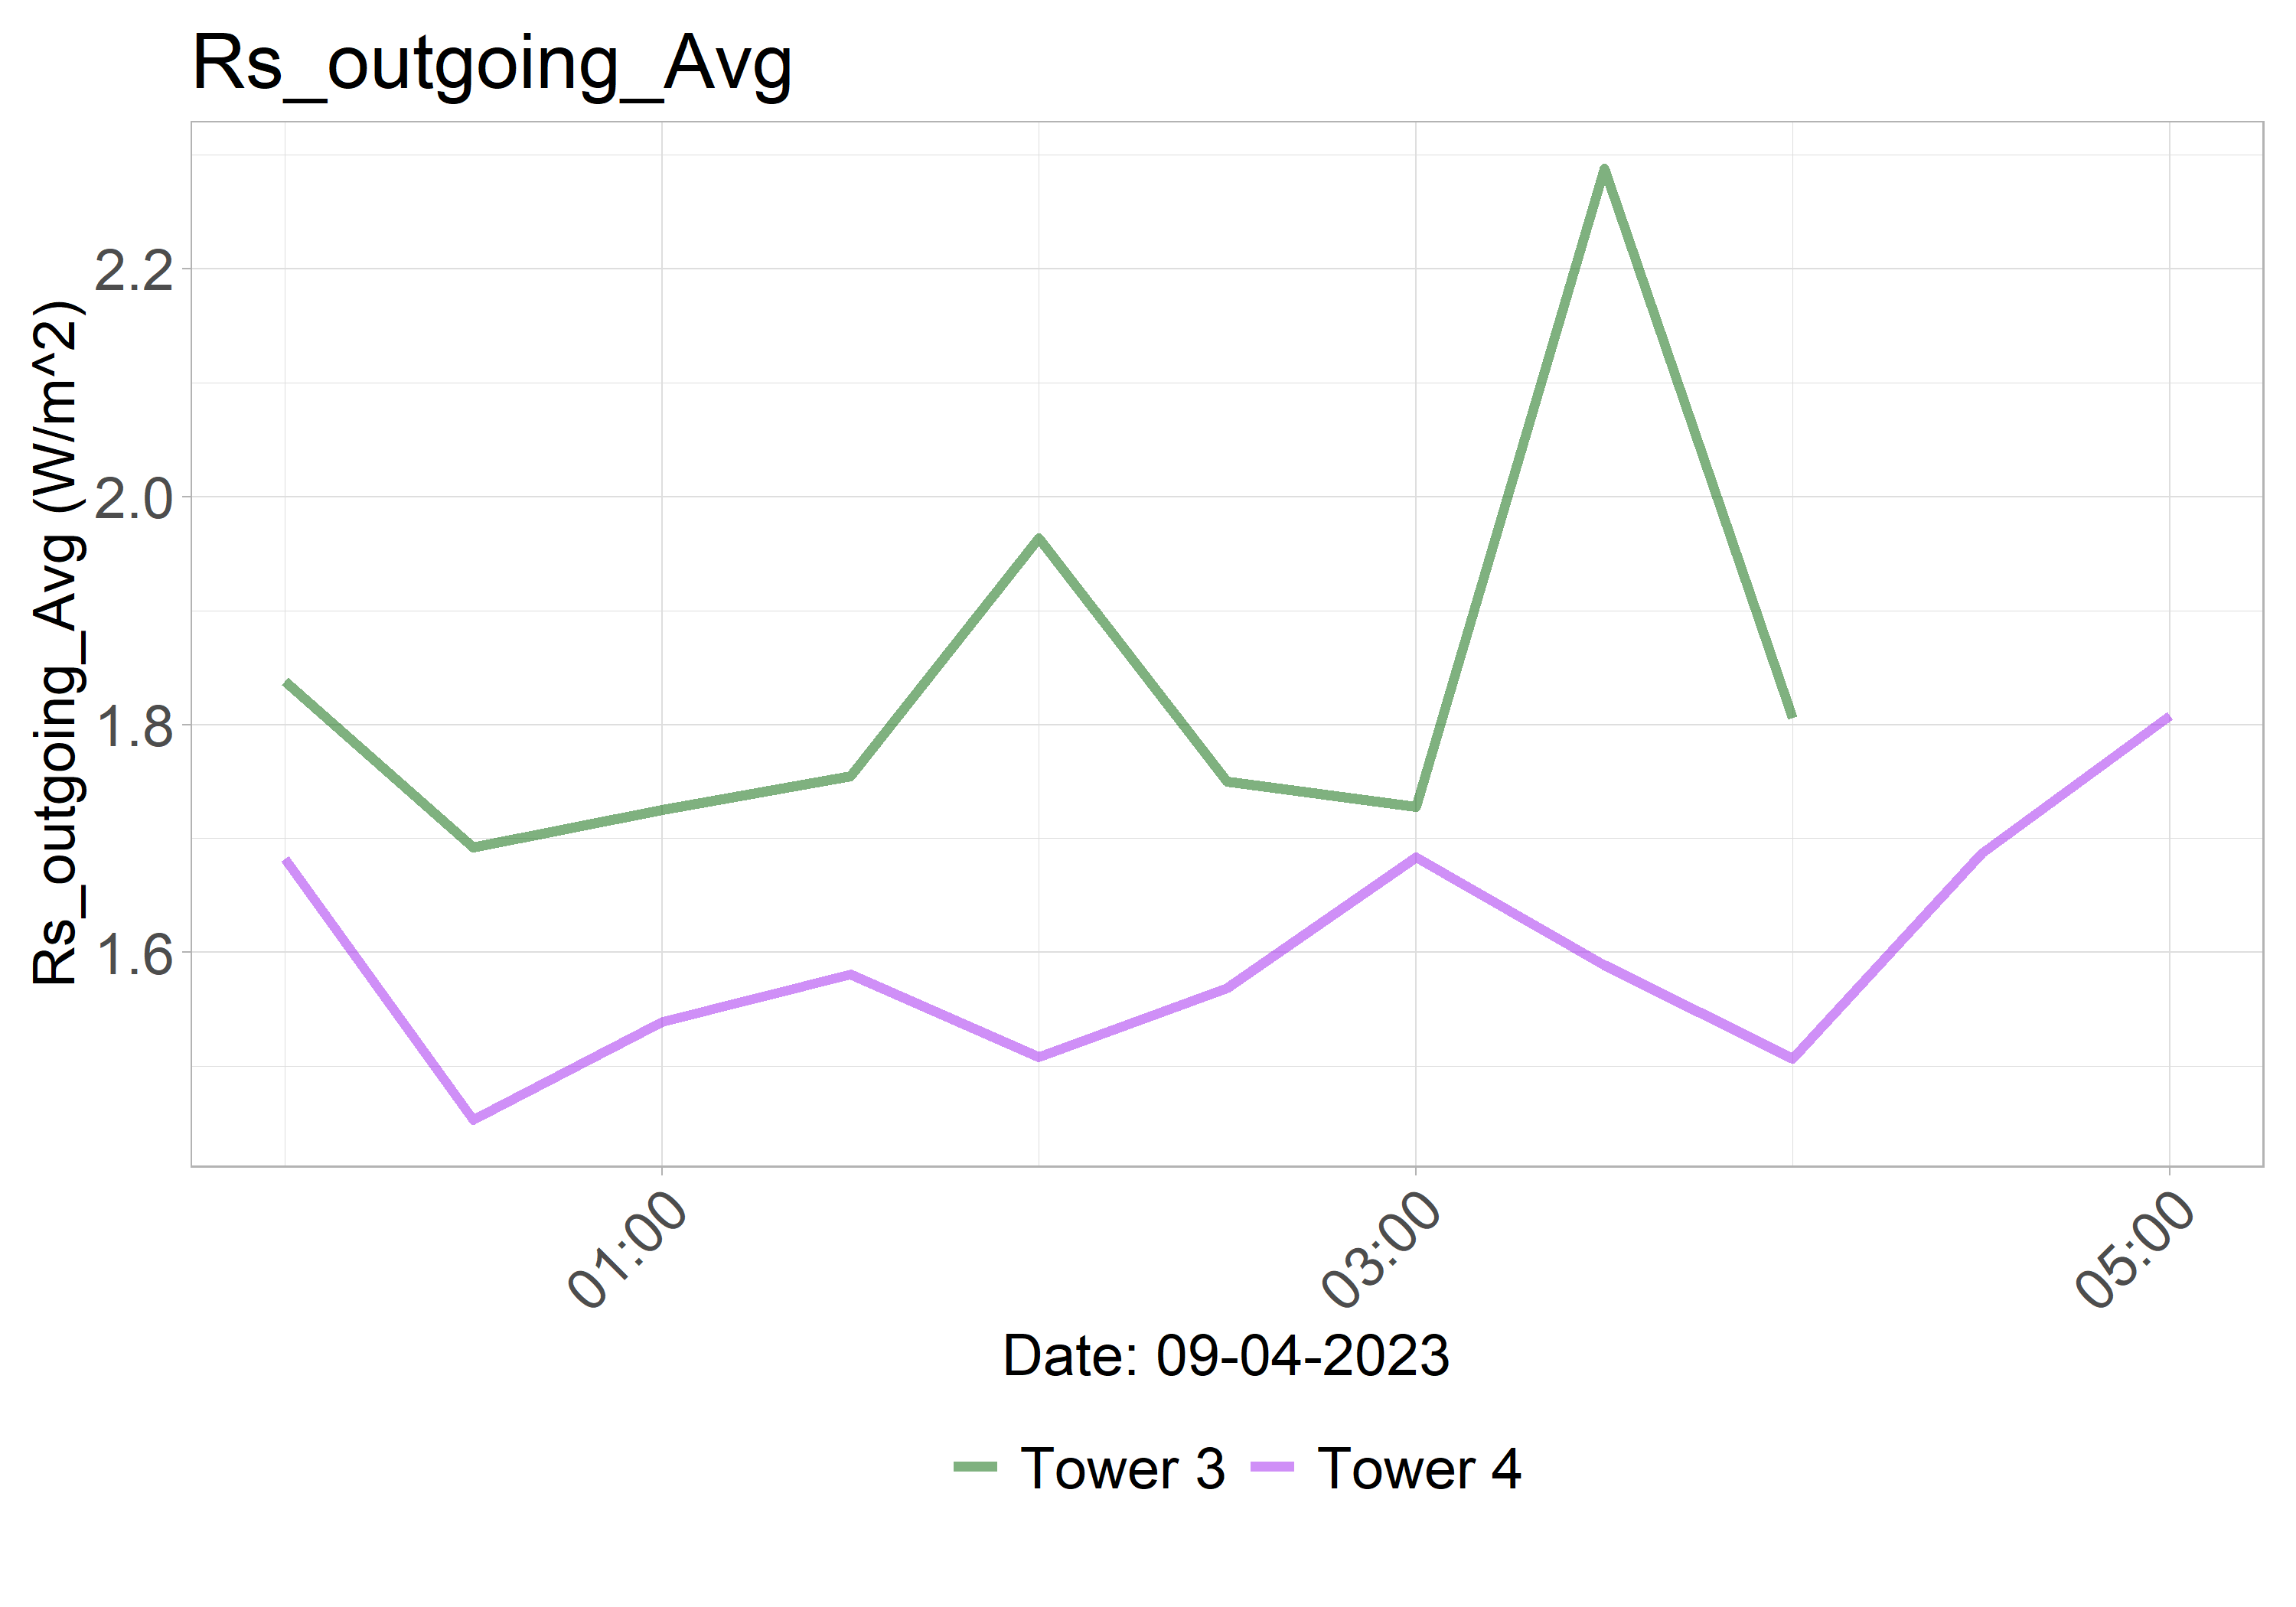 Rs_outgoing_Avg
Rs_outgoing_Avg (W/m^2)
2.2
2.0
1.8
1.6
01:00
03:00
05:00
Date: 09-04-2023
Tower 3
Tower 4